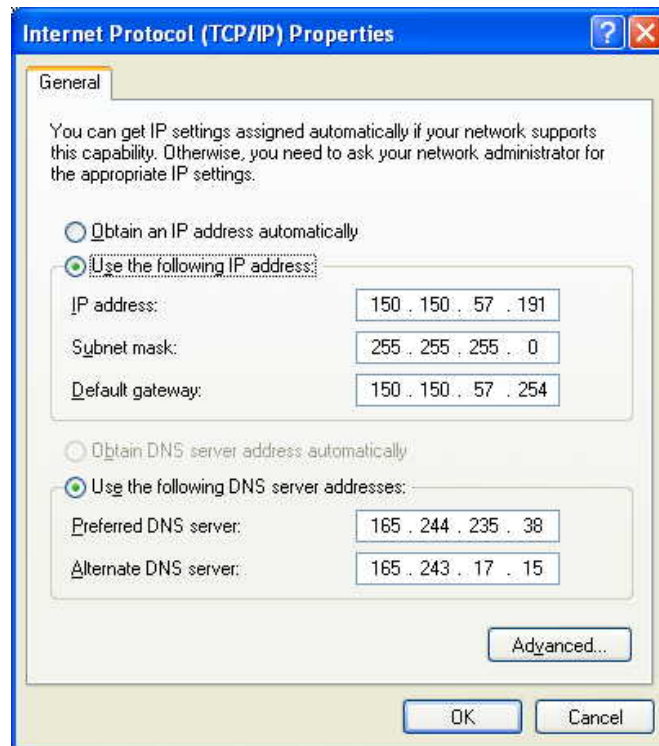 Internet Protocol (TCP/IP) Properties
General
You can get IP settings assigned automatically if your network supports
this capability. Otherwise, you need to ask your network administrator for
the appropriate IP settings.
Obtain an IP address automatically
Use the following IP address:
IP address: 150 . 150 . 57 . 191
Subnet mask: 255 . 255 . 255 . 0
Default gateway: 150 . 150 . 57 . 254
Obtain DNS server address automatically
Use the following DNS server addresses:
Preferred DNS server: 165 . 244 . 235 . 38
Alternate DNS server: 165 . 243 . 17 . 15
Advanced...
OK Cancel